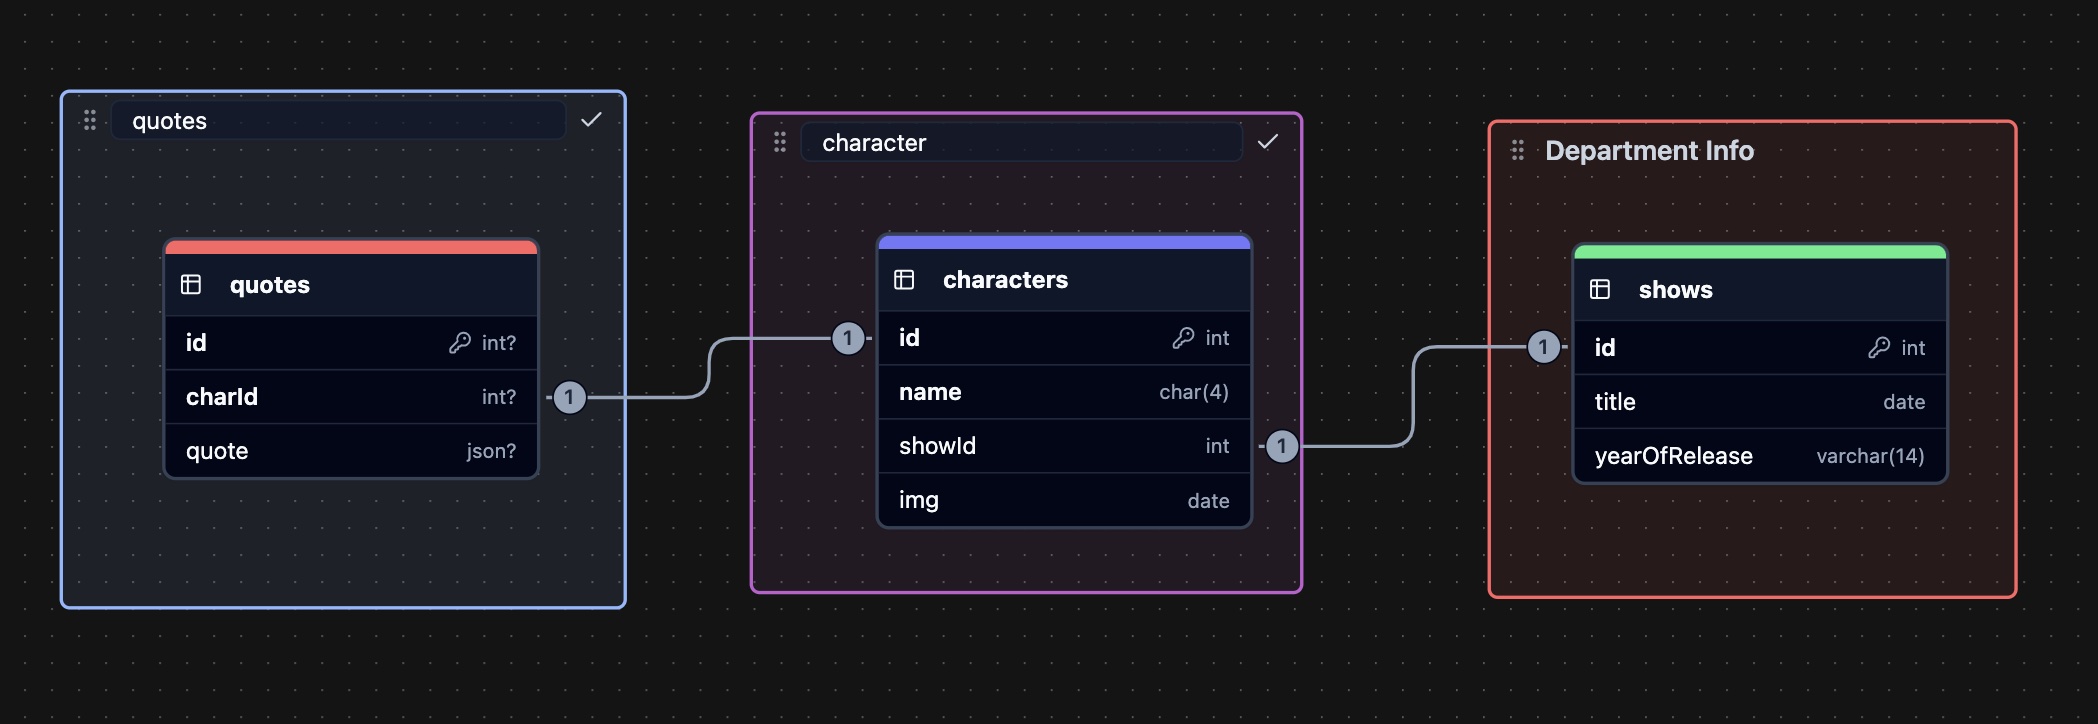 quotes
quotes
id int?
charId int? 1
quote json?
character
characters
1 id int
name char(4)
showId int 1
img date
Department Info
shows
1 id int
title date
yearOfRelease varchar(14)